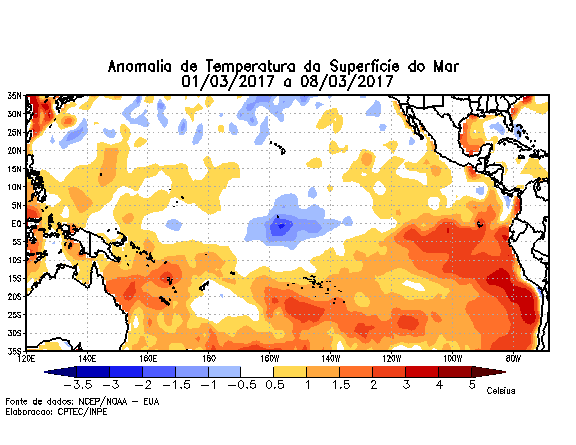 Anomalia de Temperatura da Superficie do Mar
01/03/2017 a 08/03/2017
35N
30N
25N
20N
15N
10N
5N
EQ
5S
10S
15S
20S
25S
30S
35S
120E 140E 160E 180 160W 140W 120W 100W 80W
-3.5 -3 -2 -1.5 -1 -0.5 0.5 1 1.5 2 3 4 5
Celsius
Fonte de dados: NCEP/NOAA - EUA
Elaboracao: CPTEC/INPE